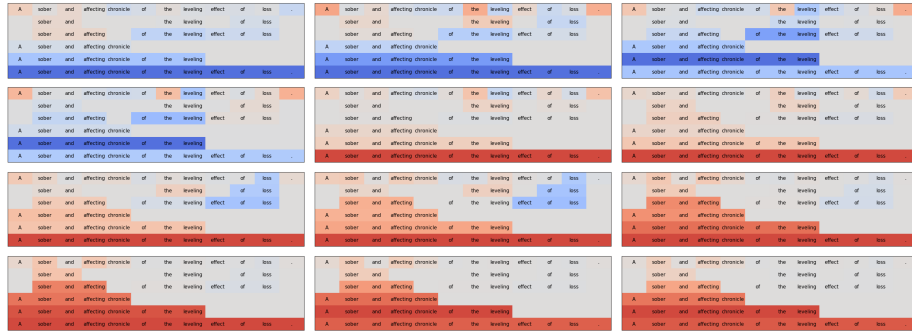 A sober and affecting chronicle of the leveling effect of loss .
sober and the leveling of loss
sober and affecting of the leveling effect of loss
A sober and affecting chronicle
A sober and affecting chronicle of the leveling
A sober and affecting chronicle of the leveling effect of loss .
A sober and affecting chronicle of the leveling effect of loss .
sober and the leveling of loss
sober and affecting of the leveling effect of loss
A sober and affecting chronicle
A sober and affecting chronicle of the leveling
A sober and affecting chronicle of the leveling effect of loss .
A sober and affecting chronicle of the leveling effect of loss .
sober and the leveling of loss
sober and affecting of the leveling effect of loss
A sober and affecting chronicle
A sober and affecting chronicle of the leveling
A sober and affecting chronicle of the leveling effect of loss .
A sober and affecting chronicle of the leveling effect of loss .
sober and the leveling of loss
sober and affecting of the leveling effect of loss
A sober and affecting chronicle
A sober and affecting chronicle of the leveling
A sober and affecting chronicle of the leveling effect of loss .
A sober and affecting chronicle of the leveling effect of loss .
sober and the leveling of loss
sober and affecting of the leveling effect of loss
A sober and affecting chronicle
A sober and affecting chronicle of the leveling
A sober and affecting chronicle of the leveling effect of loss .
A sober and affecting chronicle of the leveling effect of loss .
sober and the leveling of loss
sober and affecting of the leveling effect of loss
A sober and affecting chronicle
A sober and affecting chronicle of the leveling
A sober and affecting chronicle of the leveling effect of loss .
A sober and affecting chronicle of the leveling effect of loss .
sober and the leveling of loss
sober and affecting of the leveling effect of loss
A sober and affecting chronicle
A sober and affecting chronicle of the leveling
A sober and affecting chronicle of the leveling effect of loss .
A sober and affecting chronicle of the leveling effect of loss .
sober and the leveling of loss
sober and affecting of the leveling effect of loss
A sober and affecting chronicle
A sober and affecting chronicle of the leveling
A sober and affecting chronicle of the leveling effect of loss .
A sober and affecting chronicle of the leveling effect of loss .
sober and the leveling of loss
sober and affecting of the leveling effect of loss
A sober and affecting chronicle
A sober and affecting chronicle of the leveling
A sober and affecting chronicle of the leveling effect of loss .
A sober and affecting chronicle of the leveling effect of loss .
sober and the leveling of loss
sober and affecting of the leveling effect of loss
A sober and affecting chronicle
A sober and affecting chronicle of the leveling
A sober and affecting chronicle of the leveling effect of loss .
A sober and affecting chronicle of the leveling effect of loss .
sober and the leveling of loss
sober and affecting of the leveling effect of loss
A sober and affecting chronicle
A sober and affecting chronicle of the leveling
A sober and affecting chronicle of the leveling effect of loss .
A sober and affecting chronicle of the leveling effect of loss .
sober and the leveling of loss
sober and affecting of the leveling effect of loss
A sober and affecting chronicle
A sober and affecting chronicle of the leveling
A sober and affecting chronicle of the leveling effect of loss .